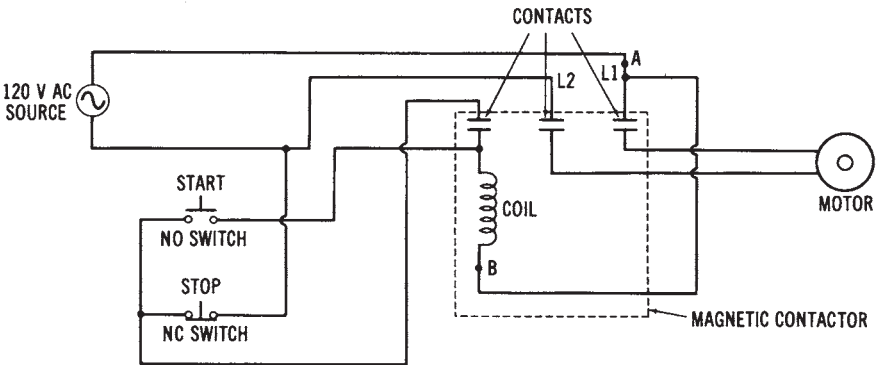 CONTACTS
A
L1
L2
120 V AC
SOURCE
START
NO SWITCH
COIL
MOTOR
B
STOP
NC SWITCH
MAGNETIC CONTACTOR